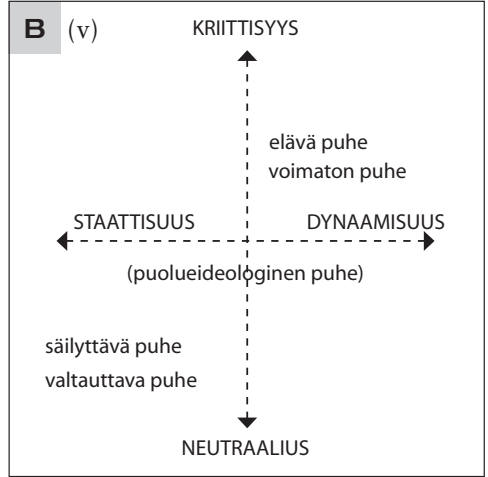 B (v)
KRIITTISYYS
elävä puhe
voimaton puhe
STAATTISUUS DYNAAMISUUS
(puolueideologinen puhe)
säilyttävä puhe
valtauttava puhe
NEUTRAALIUS